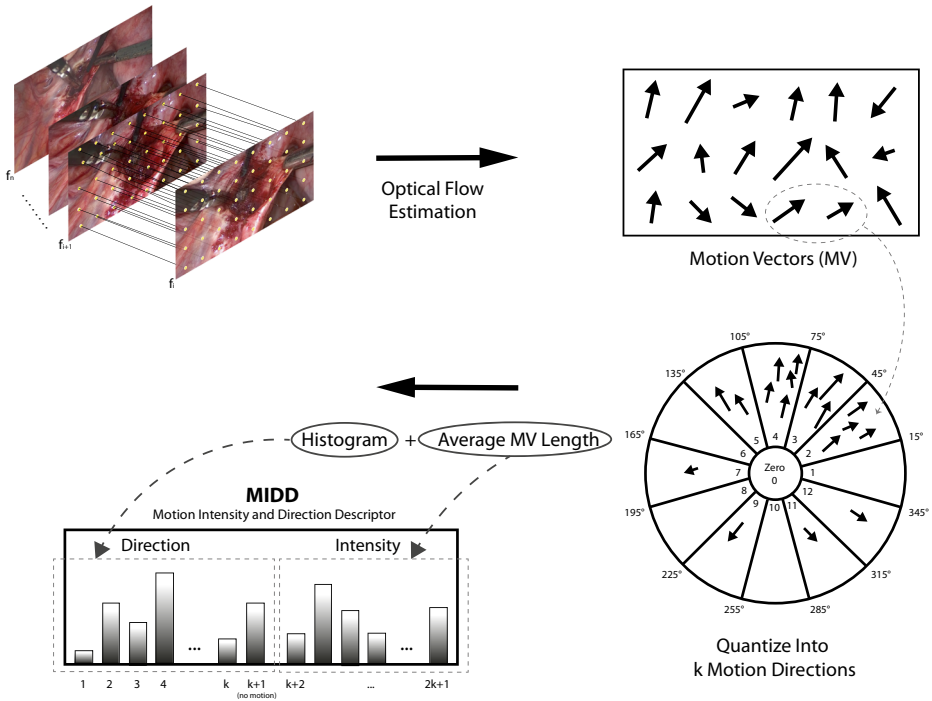 fn
fi+1
fi
Optical Flow
Estimation
Motion Vectors (MV)
105°
75°
135°
45°
165°
15°
195°
345°
225°
315°
255°
285°
Zero
0
1
2
3
4
5
6
7
8
9
10
11
12
Quantize Into
k Motion Directions
Histogram + Average MV Length
MIDD
Motion Intensity and Direction Descriptor
Direction Intensity
... ...
1 2 3 4 k k+1 k+2 ... 2k+1
(no motion)